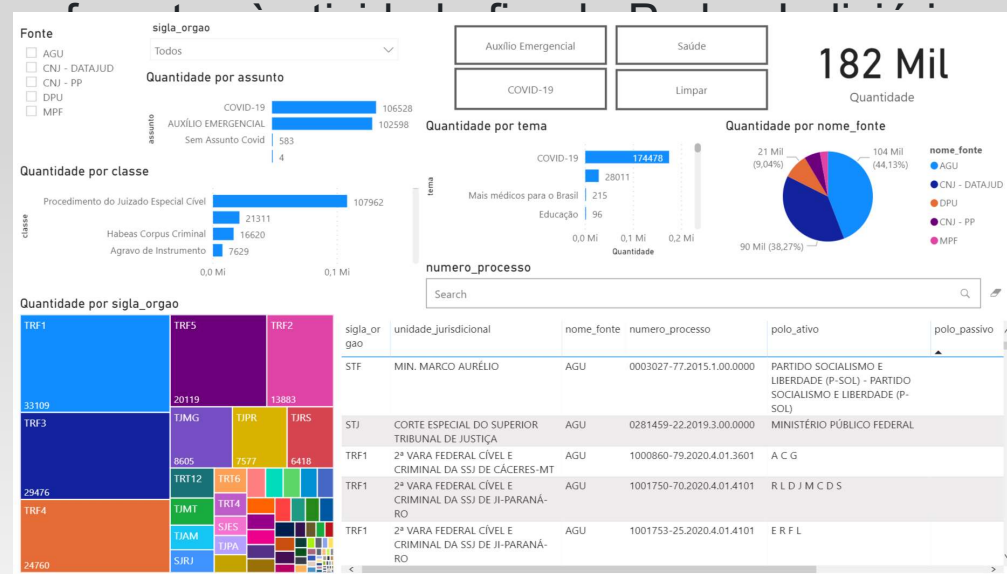 Fonte
AGU
CNJ - DATAJUD
CNJ - PP
DPU
MPF
sigla_orgao
Todos
Auxílio Emergencial
Saúde
COVID-19
Limpar
182 Mil
Quantidade
Quantidade por assunto
assunto
COVID-19 106528
AUXÍLIO EMERGENCIAL 102598
Sem Assunto Covid 583
4
Quantidade por classe
classe
Procedimento do Juizado Especial Cível 107962
21311
Habeas Corpus Criminal 16620
Agravo de Instrumento 7629
0,0 Mi 0,1 Mi
Quantidade por tema
tema
COVID-19 174478
28011
Mais médicos para o Brasil 215
Educação 96
0,0 Mi 0,1 Mi 0,2 Mi
Quantidade
Quantidade por nome_fonte
21 Mil
(9,04%)
104 Mil
(44,13%)
90 Mil (38,27%)
nome_fonte
AGU
CNJ - DATAJUD
DPU
CNJ - PP
MPF
numero_processo
Search
Quantidade por sigla_orgao
TRF1
33109
TRF3
29476
TRF4
24760
TRF5
20119
TRF2
13883
TJMG
8605
TJPR
7577
TJRS
6418
TRT12
TRT6
TJMT
TRT4
TJAM
SJES
TJPA
SJRJ
sigla_or
gao
unidade_jurisdicional nome_fonte numero_processo polo_ativo polo_passivo
STF MIN. MARCO AURÉLIO AGU 0003027-77.2015.1.00.0000 PARTIDO SOCIALISMO E
LIBERDADE (P-SOL) - PARTIDO
SOCIALISMO E LIBERDADE (P-
SOL)
STJ CORTE ESPECIAL DO SUPERIOR AGU 0281459-22.2019.3.00.0000 MINISTÉRIO PÚBLICO FEDERAL
TRIBUNAL DE JUSTIÇA
TRF1 2ª VARA FEDERAL CÍVEL E AGU 1000860-79.2020.4.01.3601 A C G
CRIMINAL DA SSJ DE CÁCERES-MT
TRF1 2ª VARA FEDERAL CÍVEL E AGU 1001750-70.2020.4.01.4101 R L D J M C D S
CRIMINAL DA SSJ DE JI-PARANÁ-
RO
TRF1 2ª VARA FEDERAL CÍVEL E AGU 1001753-25.2020.4.01.4101 E R F L
CRIMINAL DA SSJ DE JI-PARANÁ-
RO